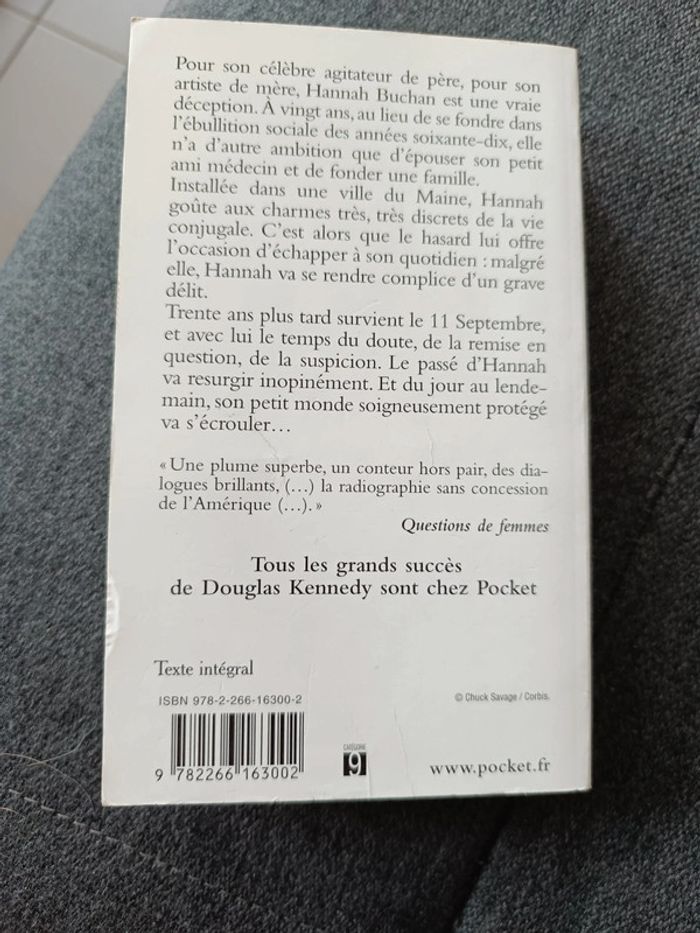 Pour son célèbre agitateur de père, pour son
artiste de mère, Hannah Buchan est une vraie
déception. À vingt ans, au lieu de se fondre dans
l'ébullition sociale des années soixante-dix, elle
n'a d'autre ambition que d'épouser son petit
ami médecin et de fonder une famille.
Installée dans une ville du Maine, Hannah
goûte aux charmes très, très discrets de la vie
conjugale. C'est alors que le hasard lui offre
l'occasion d'échapper à son quotidien : malgré
elle, Hannah va se rendre complice d'un grave
délit.
Trente ans plus tard survient le 11 Septembre,
et avec lui le temps du doute, de la remise en
question, de la suspicion. Le passé d'Hannah
va resurgir inopinément. Et du jour au lende-
main, son petit monde soigneusement protégé
va s'écrouler…
« Une plume superbe, un conteur hors pair, des dia-
logues brillants, (…) la radiographie sans concession
de l'Amérique (…). »
Questions de femmes
Tous les grands succès
de Douglas Kennedy sont chez Pocket
Texte intégral
ISBN 978-2-266-16300-2
© Chuck Savage / Corbis.
9 782266 163002
CATÉGORIE
9
www.pocket.fr